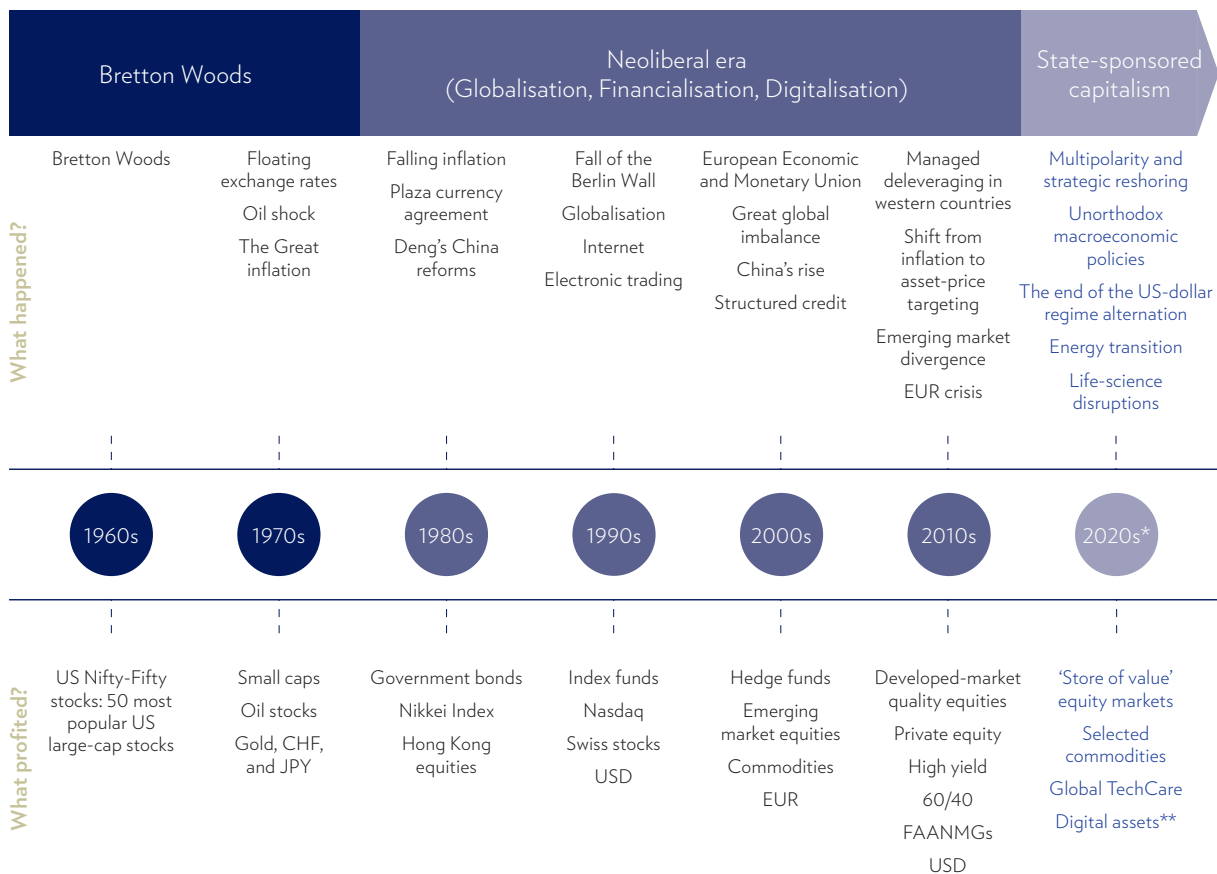 Bretton Woods
Neoliberal era
(Globalisation, Financialisation, Digitalisation)
State-sponsored
capitalism
What happened?
Bretton Woods
Floating
exchange rates
Oil shock
The Great
inflation
Falling inflation
Plaza currency
agreement
Deng's China
reforms
Fall of the
Berlin Wall
Globalisation
Internet
Electronic trading
European Economic
and Monetary Union
Great global
imbalance
China's rise
Structured credit
Managed
deleveraging in
western countries
Shift from
inflation to
asset-price
targeting
Emerging market
divergence
EUR crisis
Multipolarity and
strategic reshoring
Unorthodox
macroeconomic
policies
The end of the US-dollar
regime alternation
Energy transition
Life-science
disruptions
1960s
1970s
1980s
1990s
2000s
2010s
2020s*
What profited?
US Nifty-Fifty
stocks: 50 most
popular US
large-cap stocks
Small caps
Oil stocks
Gold, CHF,
and JPY
Government bonds
Nikkei Index
Hong Kong
equities
Index funds
Nasdaq
Swiss stocks
USD
Hedge funds
Emerging
market equities
Commodities
EUR
Developed-market
quality equities
Private equity
High yield
60/40
FAANMGs
USD
'Store of value'
equity markets
Selected
commodities
Global TechCare
Digital assets**